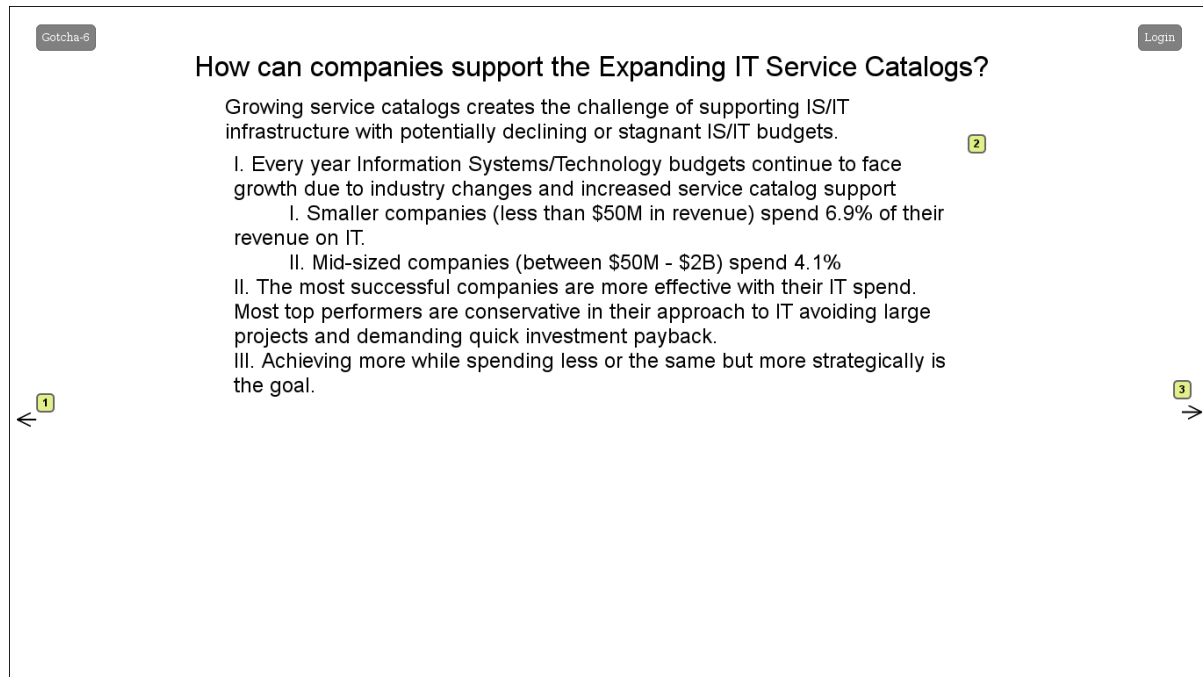 Gotcha-6
Login
How can companies support the Expanding IT Service Catalogs?
Growing service catalogs creates the challenge of supporting IS/IT
infrastructure with potentially declining or stagnant IS/IT budgets.
2
I. Every year Information Systems/Technology budgets continue to face
growth due to industry changes and increased service catalog support
I. Smaller companies (less than $50M in revenue) spend 6.9% of their
revenue on IT.
II. Mid-sized companies (between $50M - $2B) spend 4.1%
II. The most successful companies are more effective with their IT spend.
Most top performers are conservative in their approach to IT avoiding large
projects and demanding quick investment payback.
III. Achieving more while spending less or the same but more strategically is
the goal.
1
3